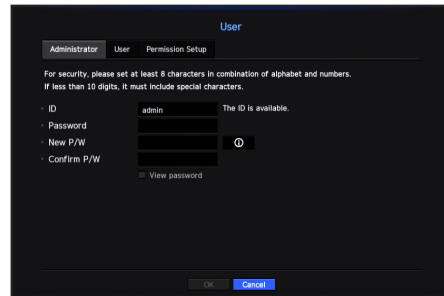 User
Administrator User Permission Setup
For security, please set at least 8 characters in combination of alphabet and numbers.
If less than 10 digits, it must include special characters.
ID admin The ID is available.
Password
New P/W
Confirm P/W
View password
OK Cancel